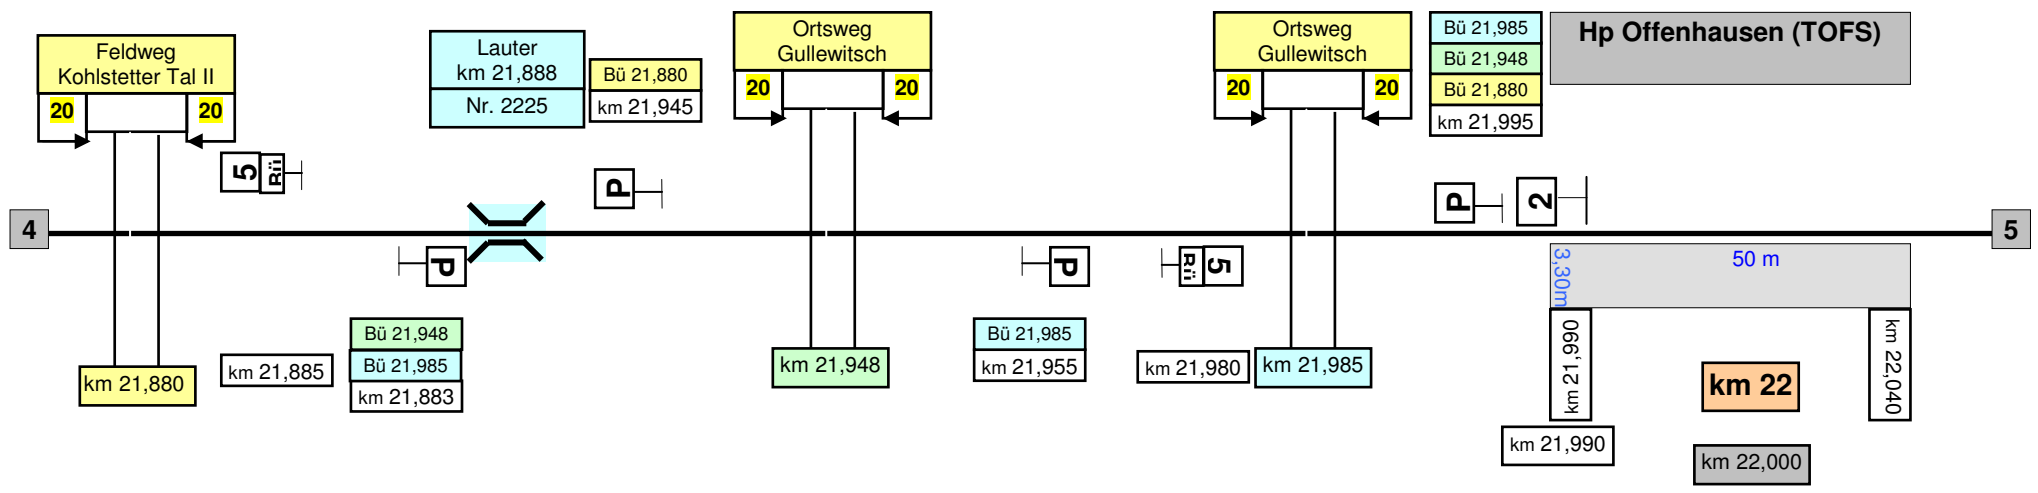 Feldweg
Kohlstetter Tal II
20
20
Lauter
km 21,888
Nr. 2225
Bü 21,880
km 21,945
Ortsweg
Gullewitsch
20
20
Ortsweg
Gullewitsch
20
20
Bü 21,985
Bü 21,948
Bü 21,880
km 21,995
Hp Offenhausen (TOFS)
5
Rü
P
P
2
4
5
P
P
Rü
5
50 m
3,30m
Bü 21,948
Bü 21,985
km 21,883
km 21,880
km 21,885
km 21,948
Bü 21,985
km 21,955
km 21,980
km 21,985
km 21,990
km 22,040
km 22
km 21,990
km 22,000